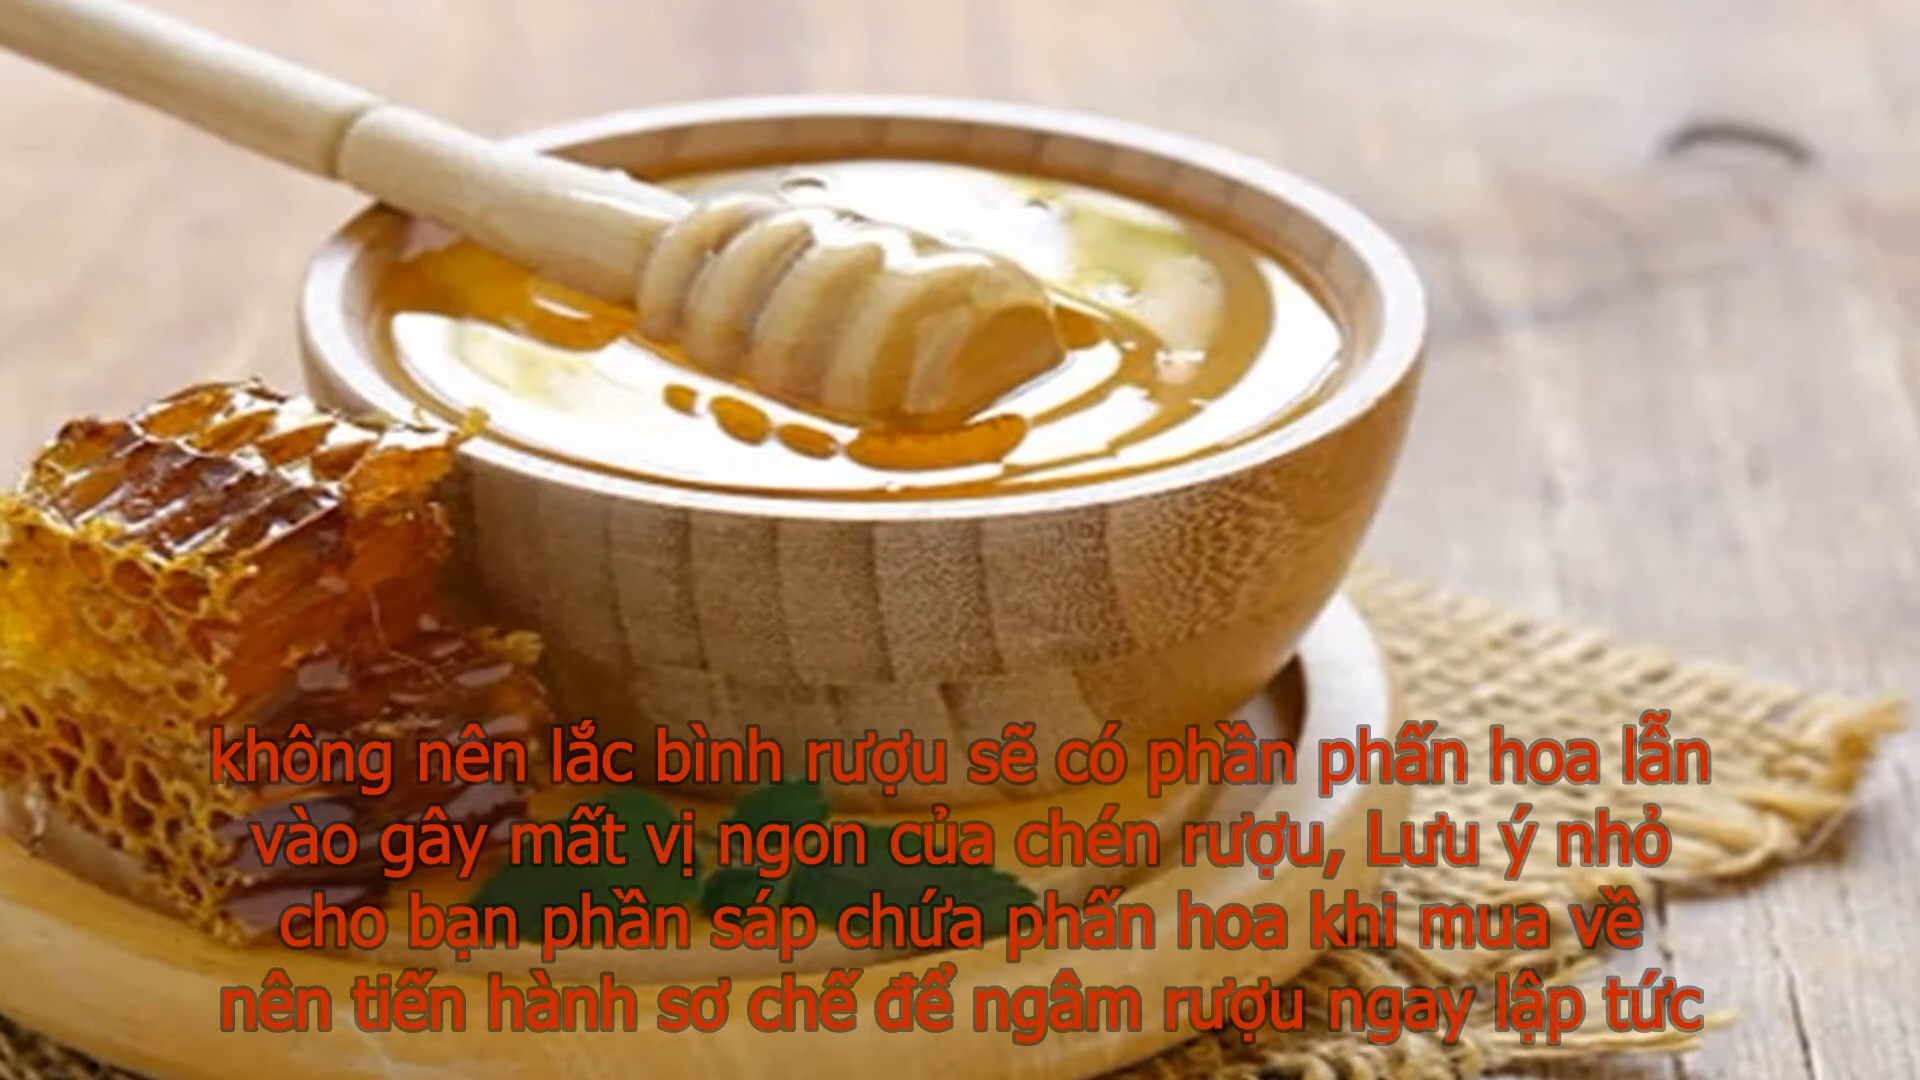 không nên lắc bình rượu sẽ có phần phấn hoa lẫn
vào gây mất vị ngon của chén rượu, Lưu ý nhỏ
cho bạn phần sáp chứa phấn hoa khi mua về
nên tiến hành sơ chế để ngâm rượu ngay lập tức